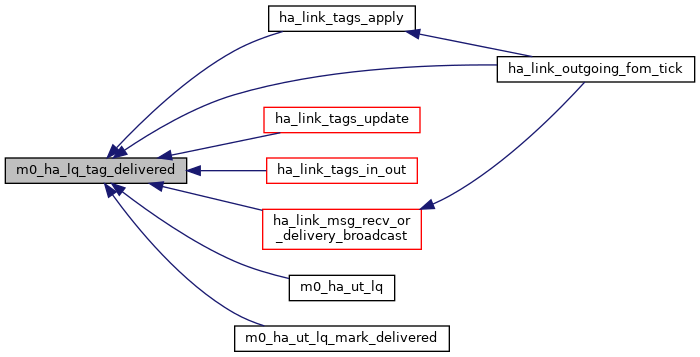 ha_link_tags_apply
ha_link_outgoing_fom_tick
ha_link_tags_update
m0_ha_lq_tag_delivered
ha_link_tags_in_out
ha_link_msg_recv_or
_delivery_broadcast
m0_ha_ut_lq
m0_ha_ut_lq_mark_delivered